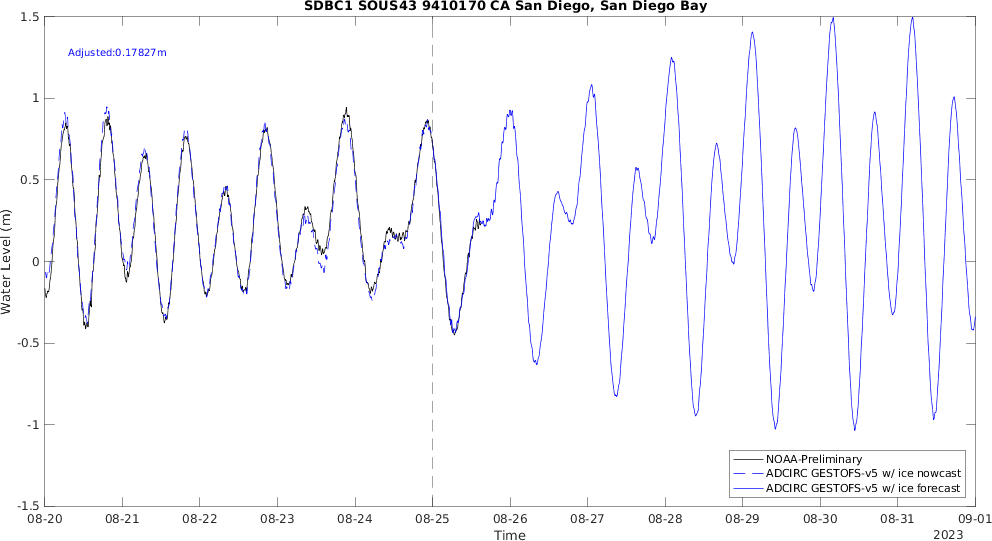 SDBC1 SOUS43 9410170 CA San Diego, San Diego Bay
Adjusted:0.17827m
1.5
1
0.5
0
-0.5
-1
-1.5
Water Level (m)
NOAA-Preliminary
ADCIRC GESTOFS-v5 w/ ice nowcast
ADCIRC GESTOFS-v5 w/ ice forecast
08-20 08-21 08-22 08-23 08-24 08-25 08-26 08-27 08-28 08-29 08-30 08-31 09-01
Time
2023